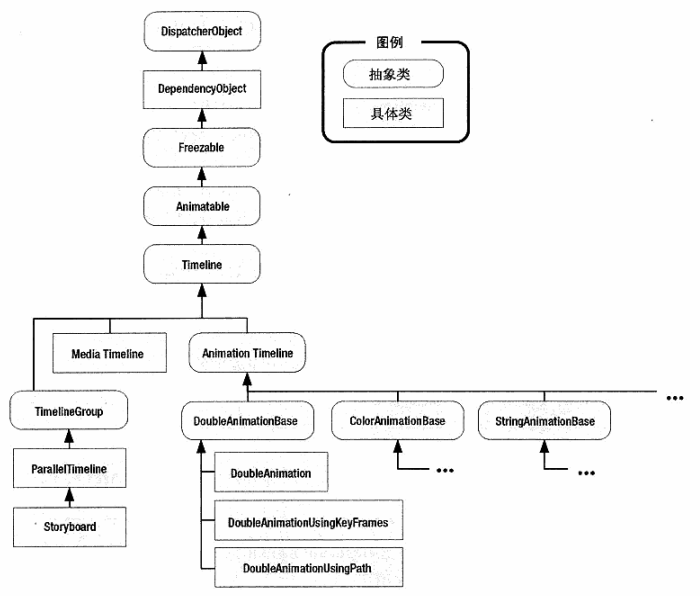 DispatcherObject
图例
抽象类
具体类
DependencyObject
Freezable
Animatable
Timeline
Media Timeline
Animation Timeline
TimelineGroup
DoubleAnimationBase
ColorAnimationBase
StringAnimationBase
...
ParallelTimeline
DoubleAnimation
...
...
Storyboard
DoubleAnimationUsingKeyFrames
DoubleAnimationUsingPath